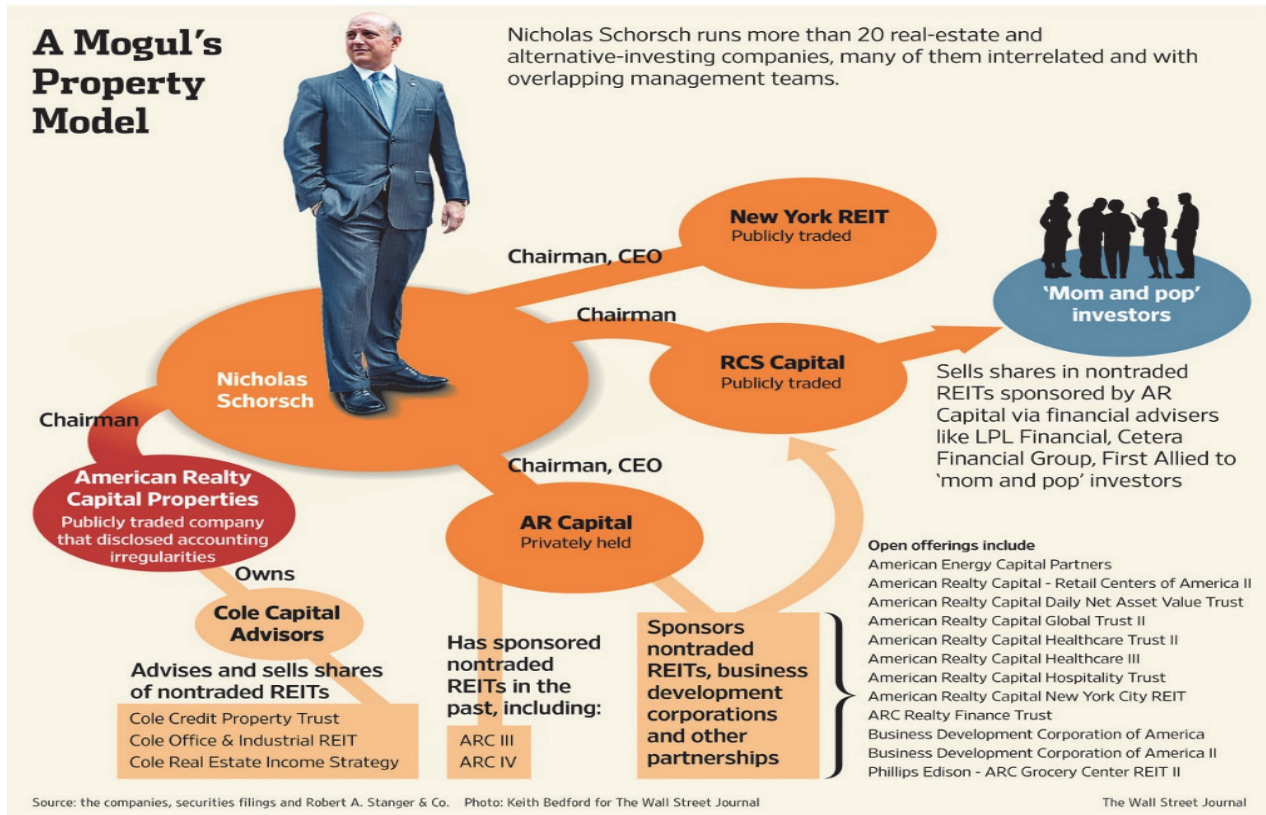 A Mogul's
Property
Model
Nicholas Schorsch runs more than 20 real-estate and
alternative-investing companies, many of them interrelated and with
overlapping management teams.
New York REIT
Publicly traded
Chairman, CEO
'Mom and pop'
investors
Chairman
RCS Capital
Publicly traded
Nicholas
Schorsch
Sells shares in nontraded
REITs sponsored by AR
Capital via financial advisers
like LPL Financial, Cetera
Financial Group, First Allied to
'mom and pop' investors
Chairman
American Realty
Capital Properties
Publicly traded company
that disclosed accounting
irregularities
Chairman, CEO
AR Capital
Privately held
Owns
Cole Capital
Advisors
Advises and sells shares
of nontraded REITs
Cole Credit Property Trust
Cole Office & Industrial REIT
Cole Real Estate Income Strategy
Has sponsored
nontraded
REITs in the
past, including:
ARC III
ARC IV
Sponsors
nontraded
REITs, business
development
corporations
and other
partnerships
Open offerings include
American Energy Capital Partners
American Realty Capital - Retail Centers of America II
American Realty Capital Daily Net Asset Value Trust
American Realty Capital Global Trust II
American Realty Capital Healthcare Trust II
American Realty Capital Healthcare III
American Realty Capital Hospitality Trust
American Realty Capital New York City REIT
ARC Realty Finance Trust
Business Development Corporation of America
Business Development Corporation of America II
Phillips Edison - ARC Grocery Center REIT II
Source: the companies, securities filings and Robert A. Stanger & Co. Photo: Keith Bedford for The Wall Street Journal
The Wall Street Journal